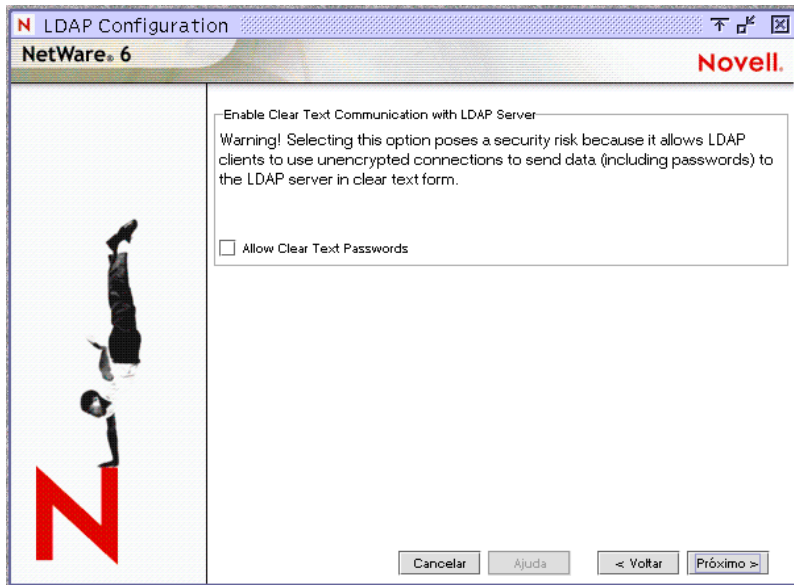 N LDAP Configuration
NetWare® 6
Novell.
Enable Clear Text Communication with LDAP Server
Warning! Selecting this option poses a security risk because it allows LDAP
clients to use unencrypted connections to send data (including passwords) to
the LDAP server in clear text form.
Allow Clear Text Passwords
N
Cancelar
Ajuda
< Voltar
Próximo >